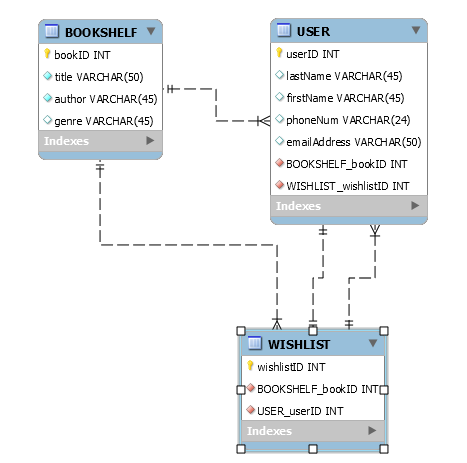 BOOKSHELF
bookID INT
title VARCHAR(50)
author VARCHAR(45)
genre VARCHAR(45)
Indexes
USER
userID INT
lastName VARCHAR(45)
firstName VARCHAR(45)
phoneNum VARCHAR(24)
emailAddress VARCHAR(50)
BOOKSHELF_bookID INT
WISHLIST_wishlistID INT
Indexes
WISHLIST
wishlistID INT
BOOKSHELF_bookID INT
USER_userID INT
Indexes